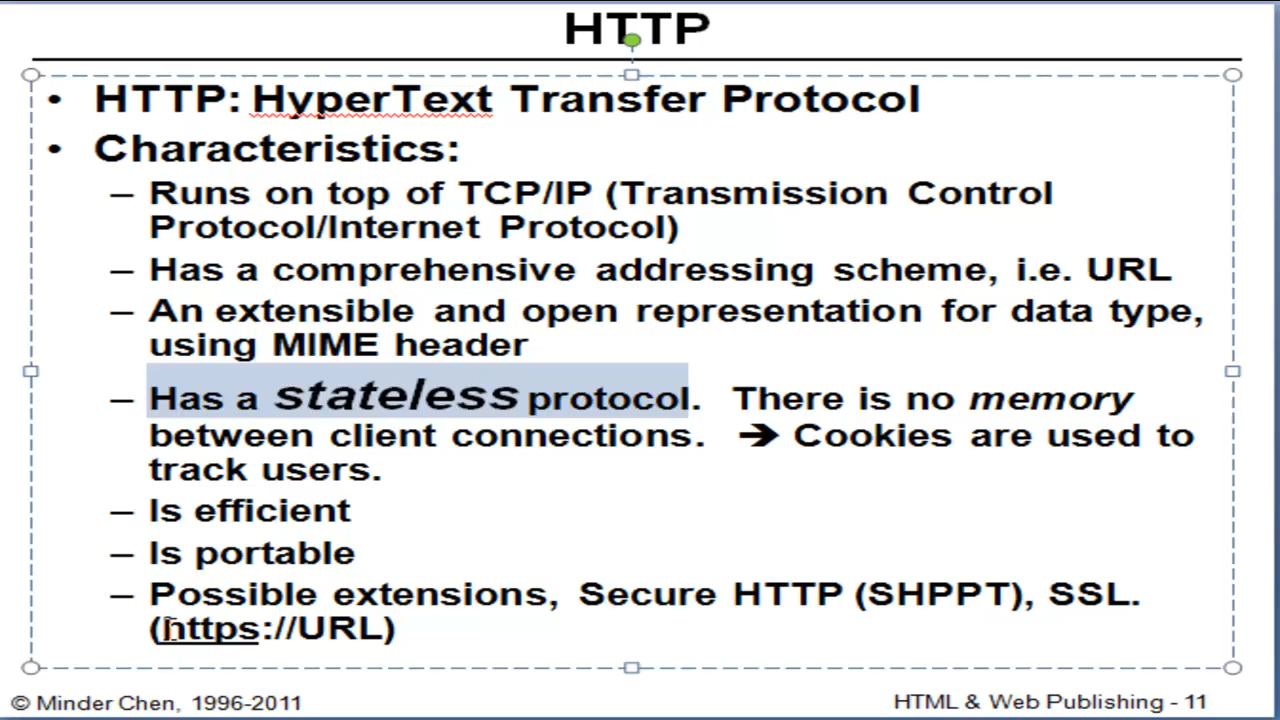 HTTP
• HTTP: HyperText Transfer Protocol
• Characteristics:
– Runs on top of TCP/IP (Transmission Control
Protocol/Internet Protocol)
– Has a comprehensive addressing scheme, i.e. URL
– An extensible and open representation for data type,
using MIME header
– Has a stateless protocol. There is no memory
between client connections. ➔ Cookies are used to
track users.
– Is efficient
– Is portable
– Possible extensions, Secure HTTP (SHPPT), SSL.
(https://URL)
© Minder Chen, 1996-2011
HTML & Web Publishing - 11